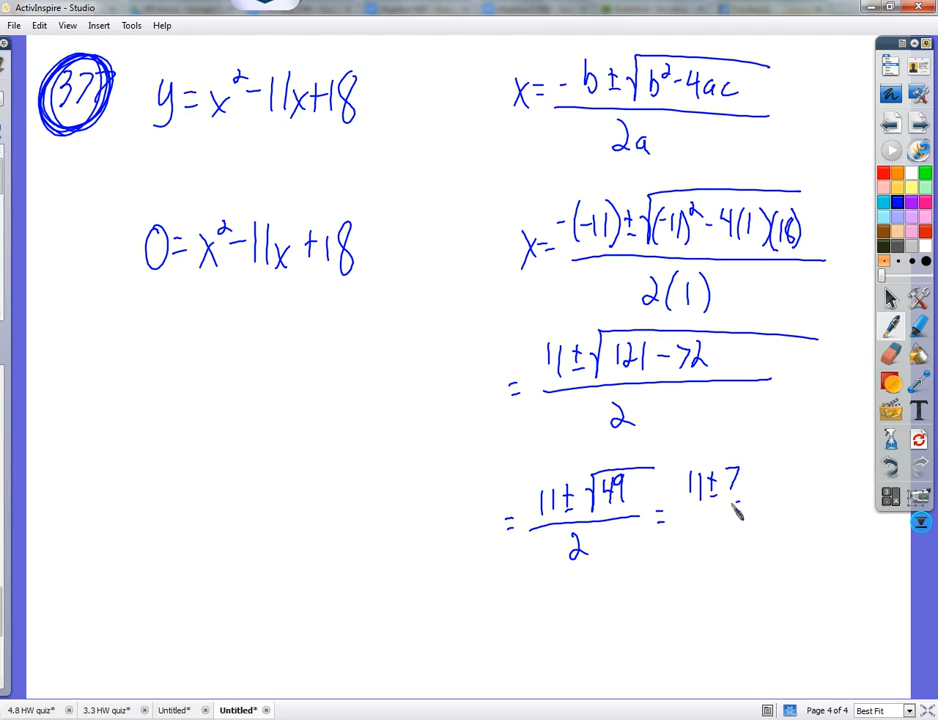 ActivInspire - Studio
File Edit View Insert Tools Help
37. y = x² - 11x + 18
x = -b ± √b² - 4ac
2a
0 = x² - 11x + 18
x = -(-11) ± √(-11)² - 4(1)(18)
2(1)
= 11 ± √121 - 72
2
= 11 ± √49
2
= 11 ± 7
4.8 HW quiz* 3.3 HW quiz* Untitled* Untitled* Page 4 of 4 Best Fit